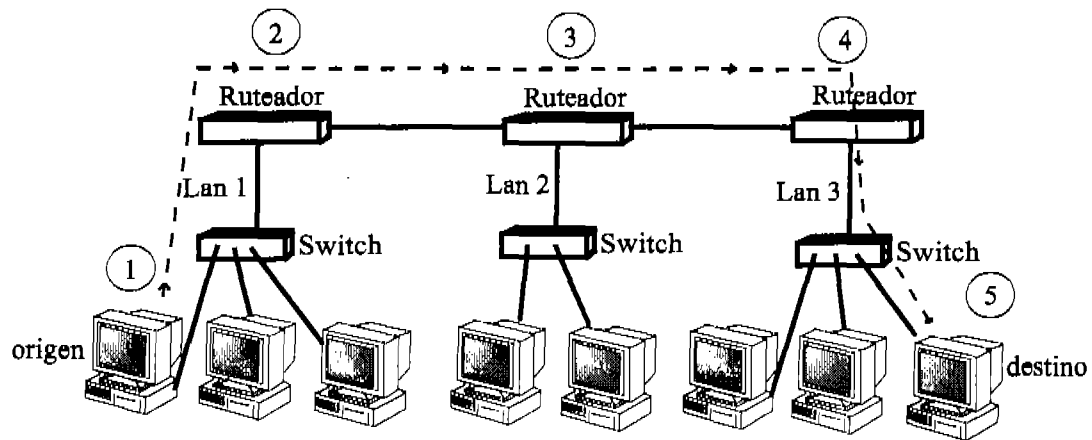 2
3
4
Ruteador
Ruteador
Ruteador
Lan 1
Lan 2
Lan 3
1
Switch
Switch
Switch
5
origen
destino